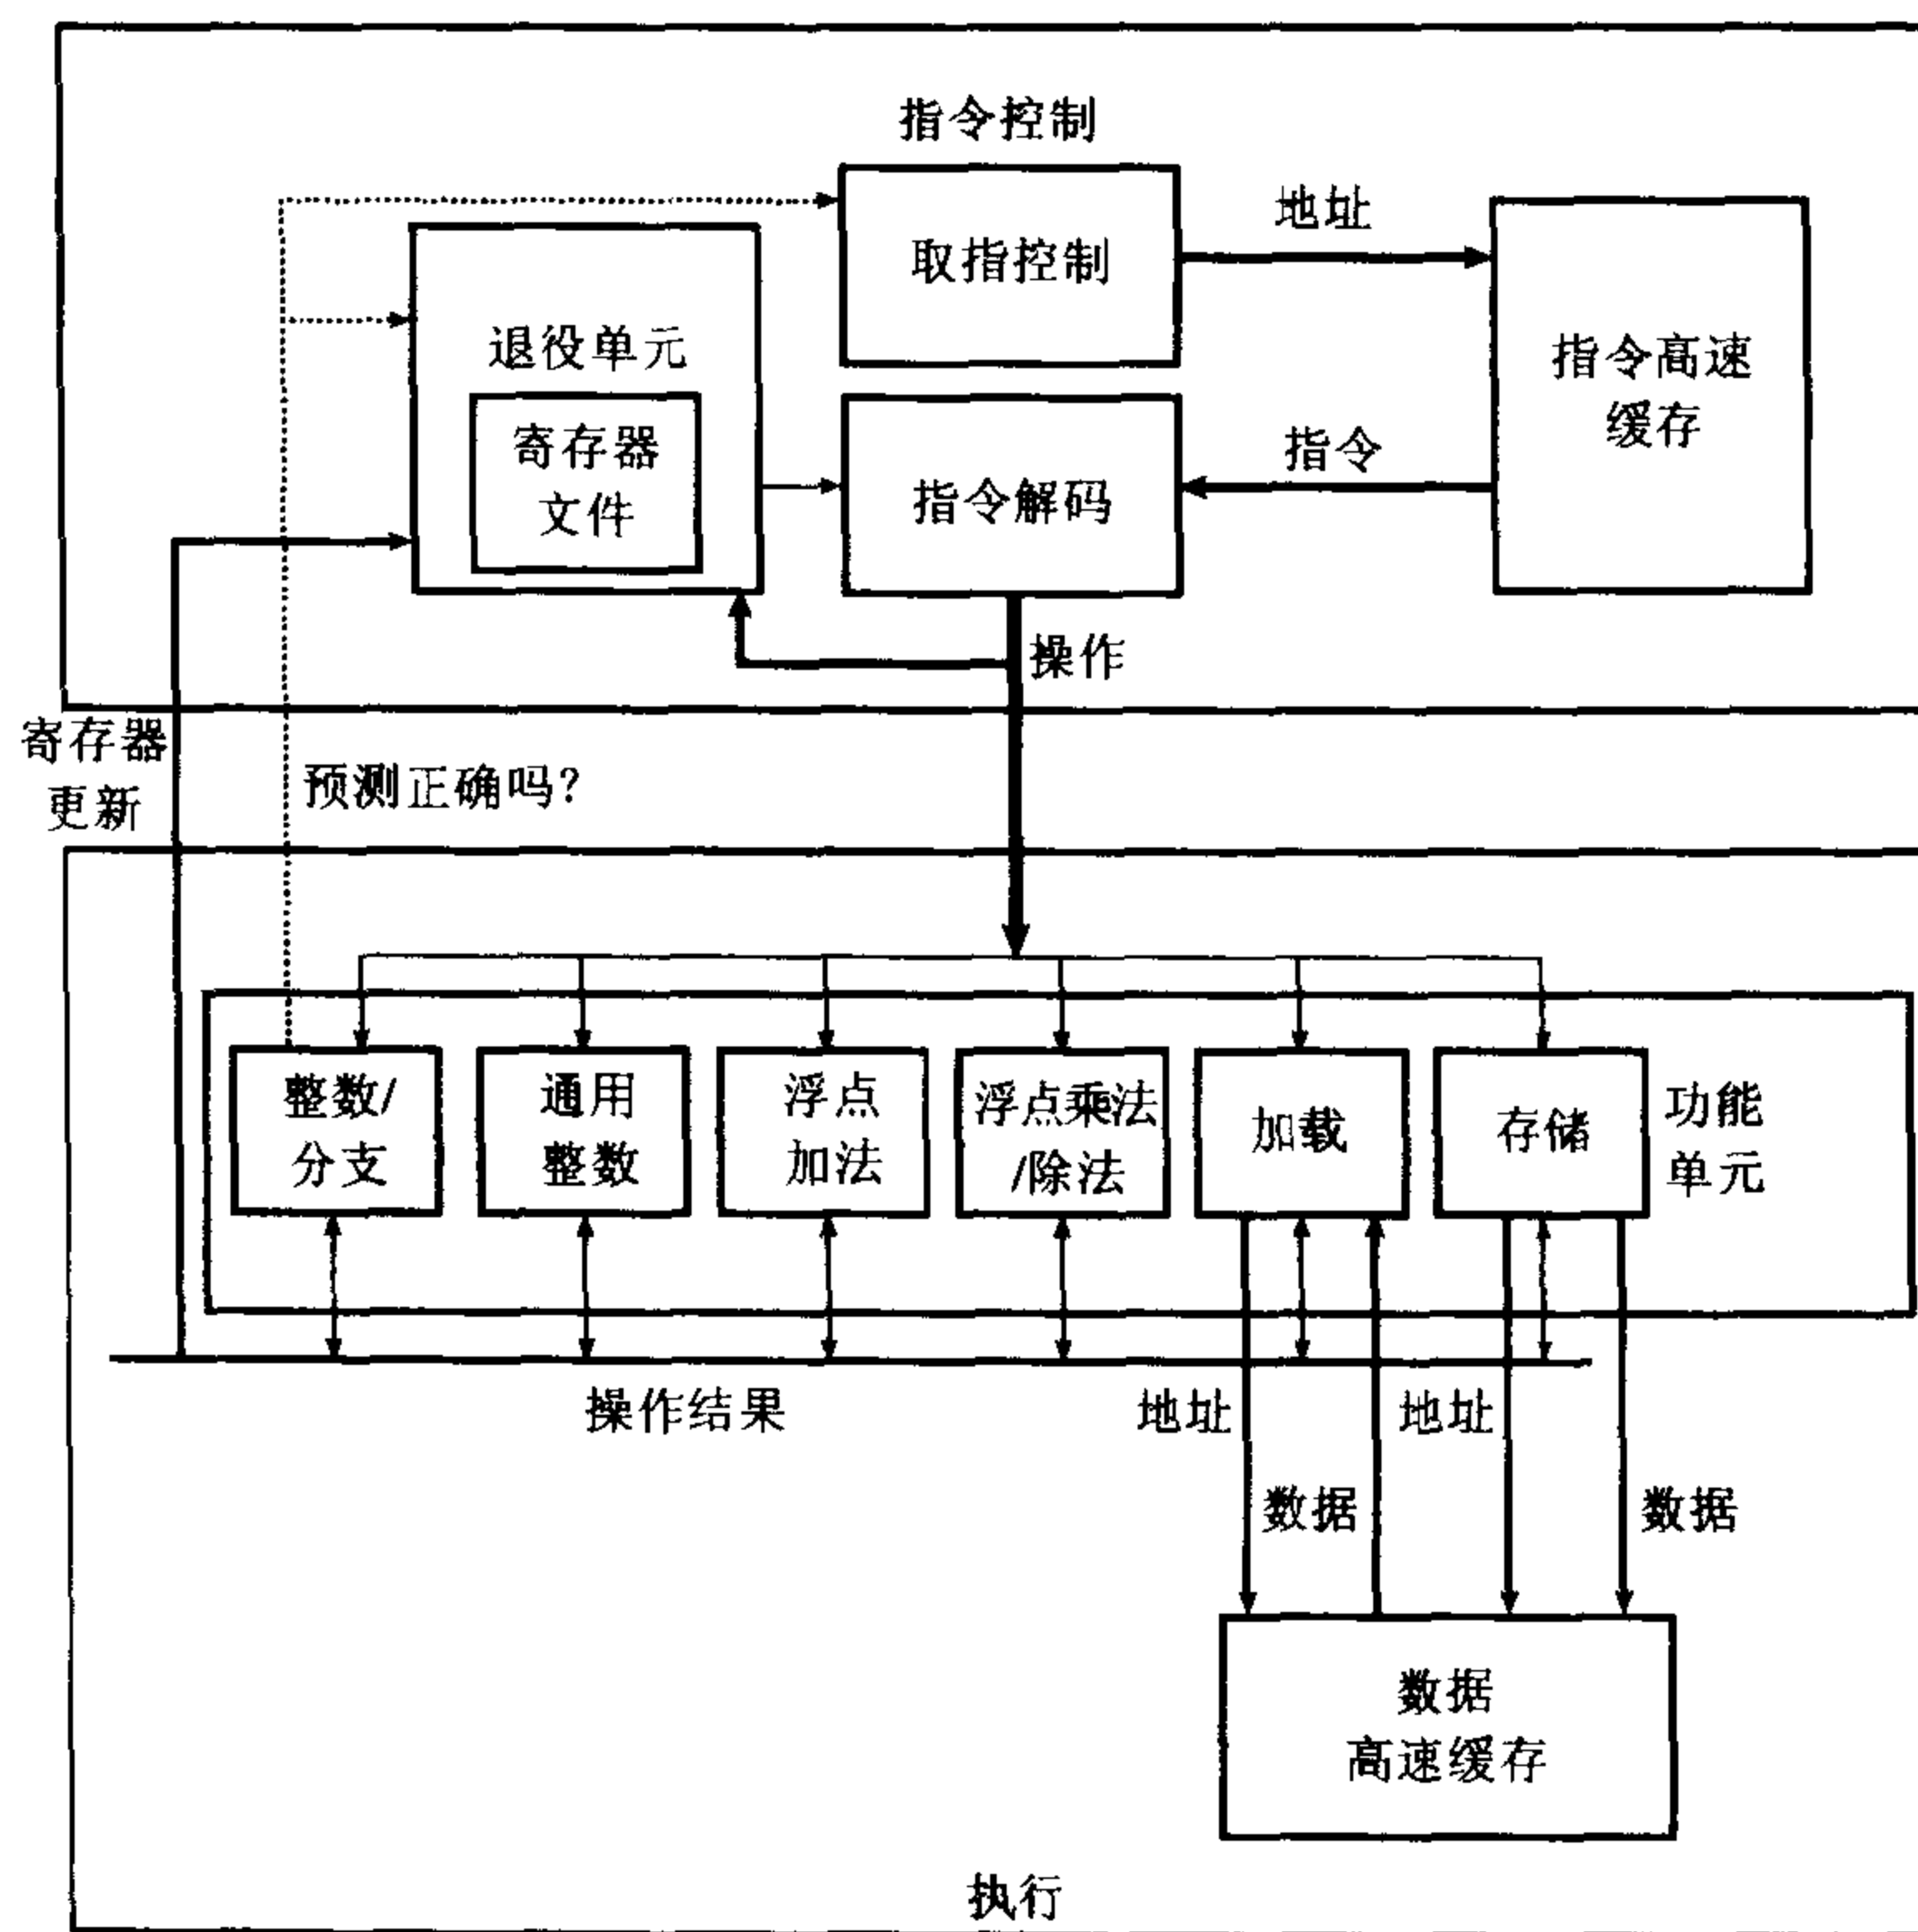 指令控制
取指控制
地址
指令高速
缓存
退役单元
寄存器
文件
指令解码
指令
操作
寄存器
更新
预测正确吗?
整数/
分支
通用
整数
浮点
加法
浮点乘法
/除法
加载
存储
功能
单元
操作结果
地址
地址
数据
数据
数据
高速缓存
执行